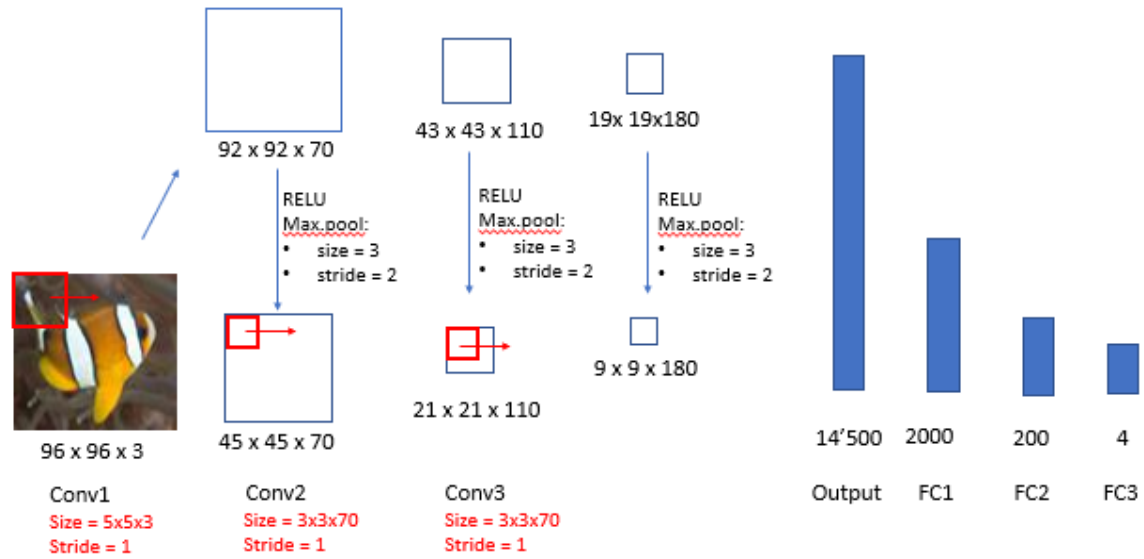 92 x 92 x 70
43 x 43 x 110
19x 19x180
RELU
Max.pool:
• size = 3
• stride = 2
RELU
Max.pool:
• size = 3
• stride = 2
RELU
Max.pool:
• size = 3
• stride = 2
96 x 96 x 3
45 x 45 x 70
21 x 21 x 110
9 x 9 x 180
14’500 2000 200 4
Conv1
Size = 5x5x3
Stride = 1
Conv2
Size = 3x3x70
Stride = 1
Conv3
Size = 3x3x70
Stride = 1
Output FC1 FC2 FC3